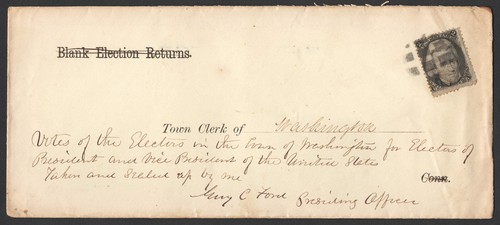 Blank Election Returns.
Town Clerk of Washington
Votes of the Electors in the Town of Washington for Electors of
President and Vice President of the United State
Taken and Sealed up by me
Conn.
Guy C Ford Presiding Officer